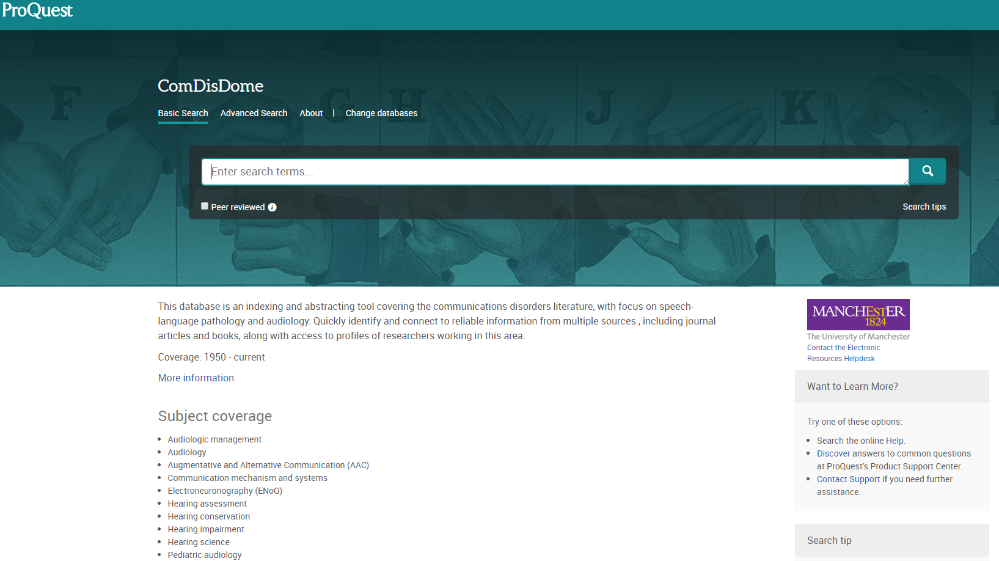 ProQuest
F G H J K
ComDisDome
Basic Search Advanced Search About | Change databases
Enter search terms...
Peer reviewed
Search tips
This database is an indexing and abstracting tool covering the communications disorders literature, with focus on speech-
language pathology and audiology. Quickly identify and connect to reliable information from multiple sources , including journal
articles and books, along with access to profiles of researchers working in this area.
Coverage: 1950 - current
More information
Subject coverage
Audiologic management
Audiology
Augmentative and Alternative Communication (AAC)
Communication mechanism and systems
Electroneuronography (ENoG)
Hearing assessment
Hearing conservation
Hearing impairment
Hearing science
Pediatric audiology
MANCHESTER
1824
The University of Manchester
Contact the Electronic
Resources Helpdesk
Want to Learn More?
Try one of these options:
Search the online Help.
Discover answers to common questions
at ProQuest's Product Support Center.
Contact Support if you need further
assistance.
Search tip